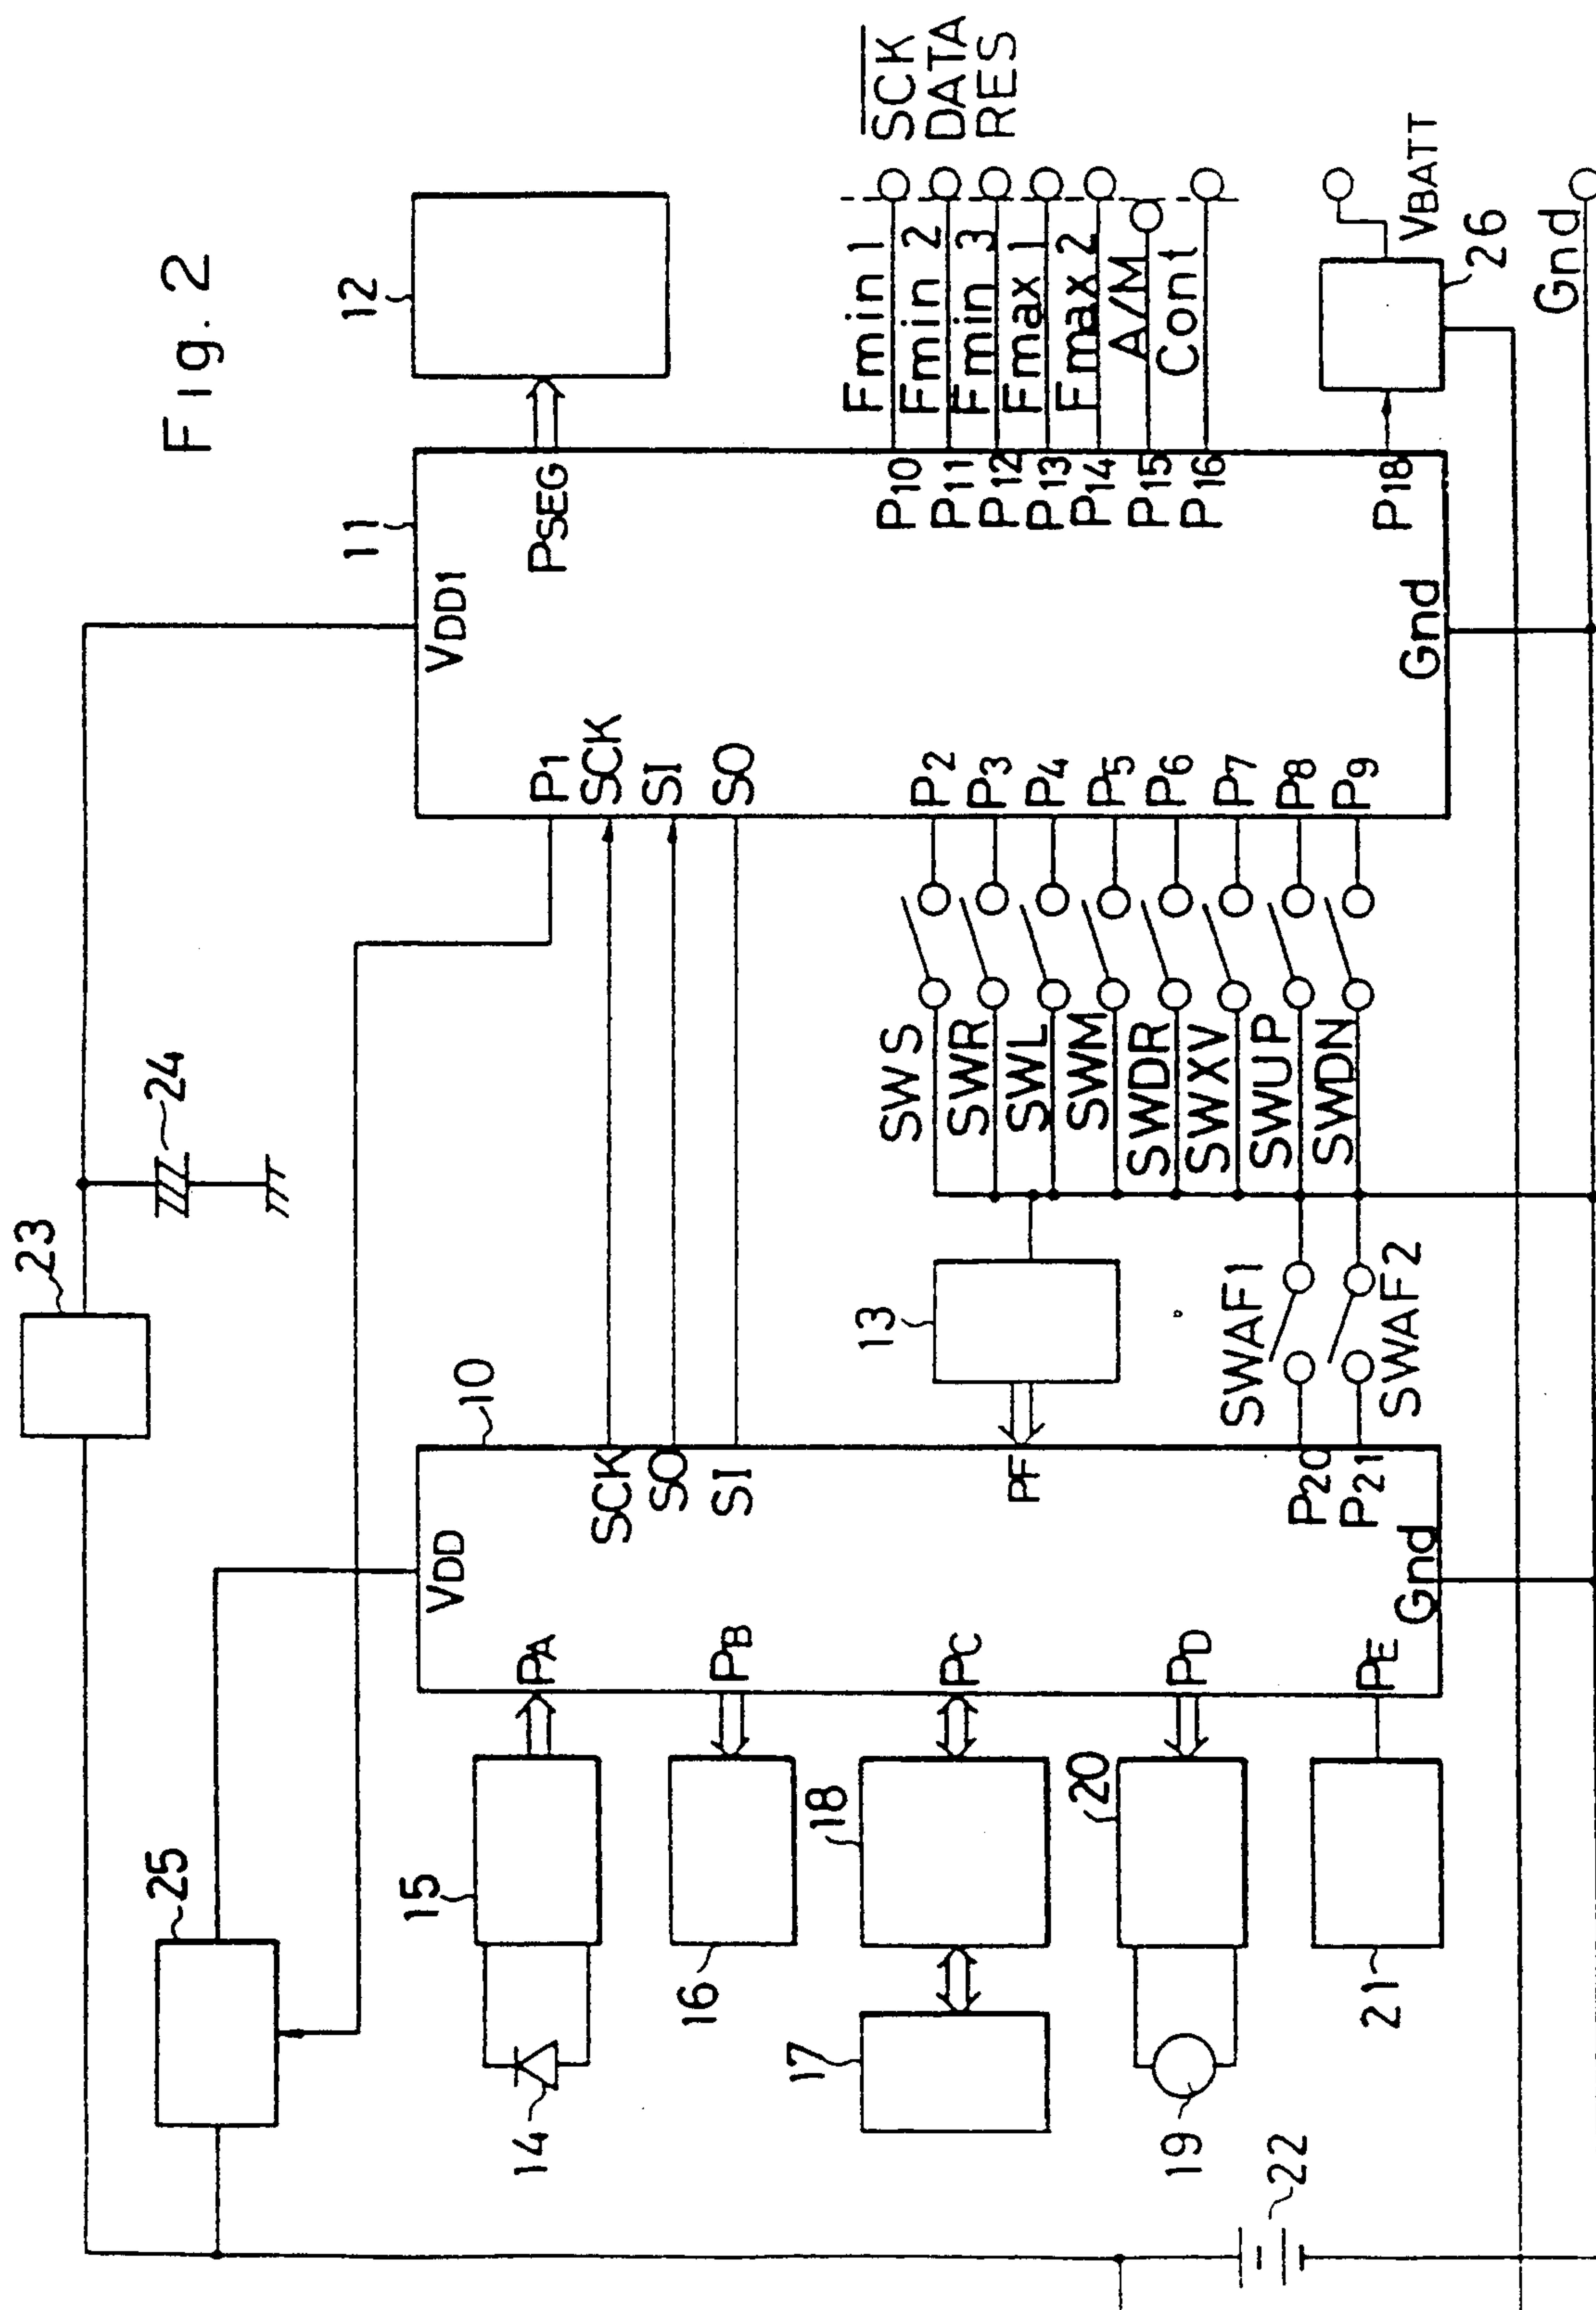 Fig. 2
23
24
25
11
12
VDD1
PSEG
P1
SCK
SI
SO
P2
P3
P4
P5
P6
P7
P8
P9
P10
P11
P12
P13
P14
P15
P16
P18
Gnd
Fmin 1
Fmin 2
Fmin 3
Fmax 1
Fmax 2
A/M
Cont
SCK
DATA
RES
VBATT
26
Gnd
SWS
SWR
SWL
SWM
SWDR
SWXV
SWUP
SWDN
13
SWAF1
SWAF2
10
VDD
SCK
SO
SI
PF
P20
P21
Gnd
PA
PB
PC
PD
PE
15
14
16
18
17
20
19
21
22